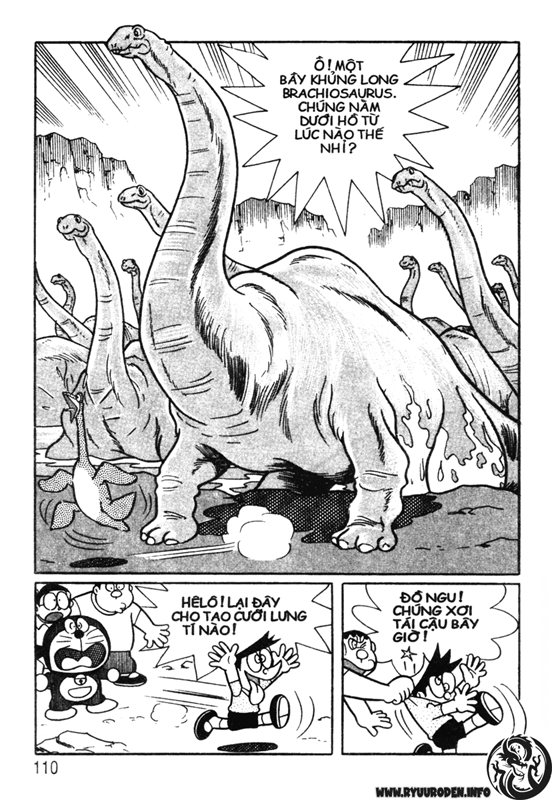 Ô! MỘT
BẦY KHỦNG LONG
BRACHIOSAURUS.
CHÚNG NẰM
DƯỚI HỒ TỪ
LÚC NÀO THẾ
NHỈ?
HÊLÔ! LẠI ĐÂY
CHO TAO CƯỠI LƯNG
TÍ NÀO!
ĐỒ NGU!
CHÚNG XƠI
TÁI CẬU BÂY
GIỜ!
110
WWW.RYUURODEN.INFO